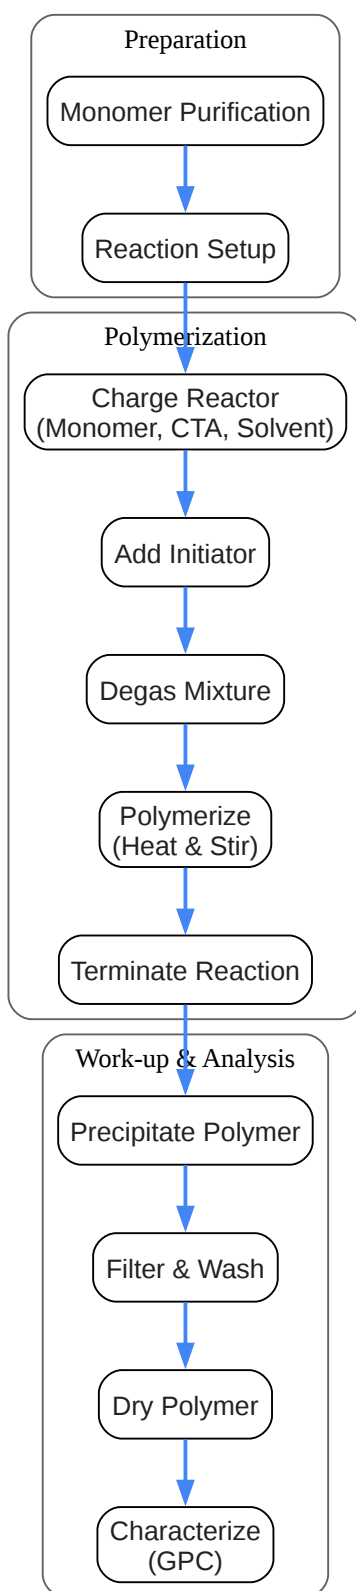 Preparation
Monomer Purification
Reaction Setup
Polymerization
Charge Reactor
(Monomer, CTA, Solvent)
Add Initiator
Degas Mixture
Polymerize
(Heat & Stir)
Terminate Reaction
Work-up & Analysis
Precipitate Polymer
Filter & Wash
Dry Polymer
Characterize
(GPC)